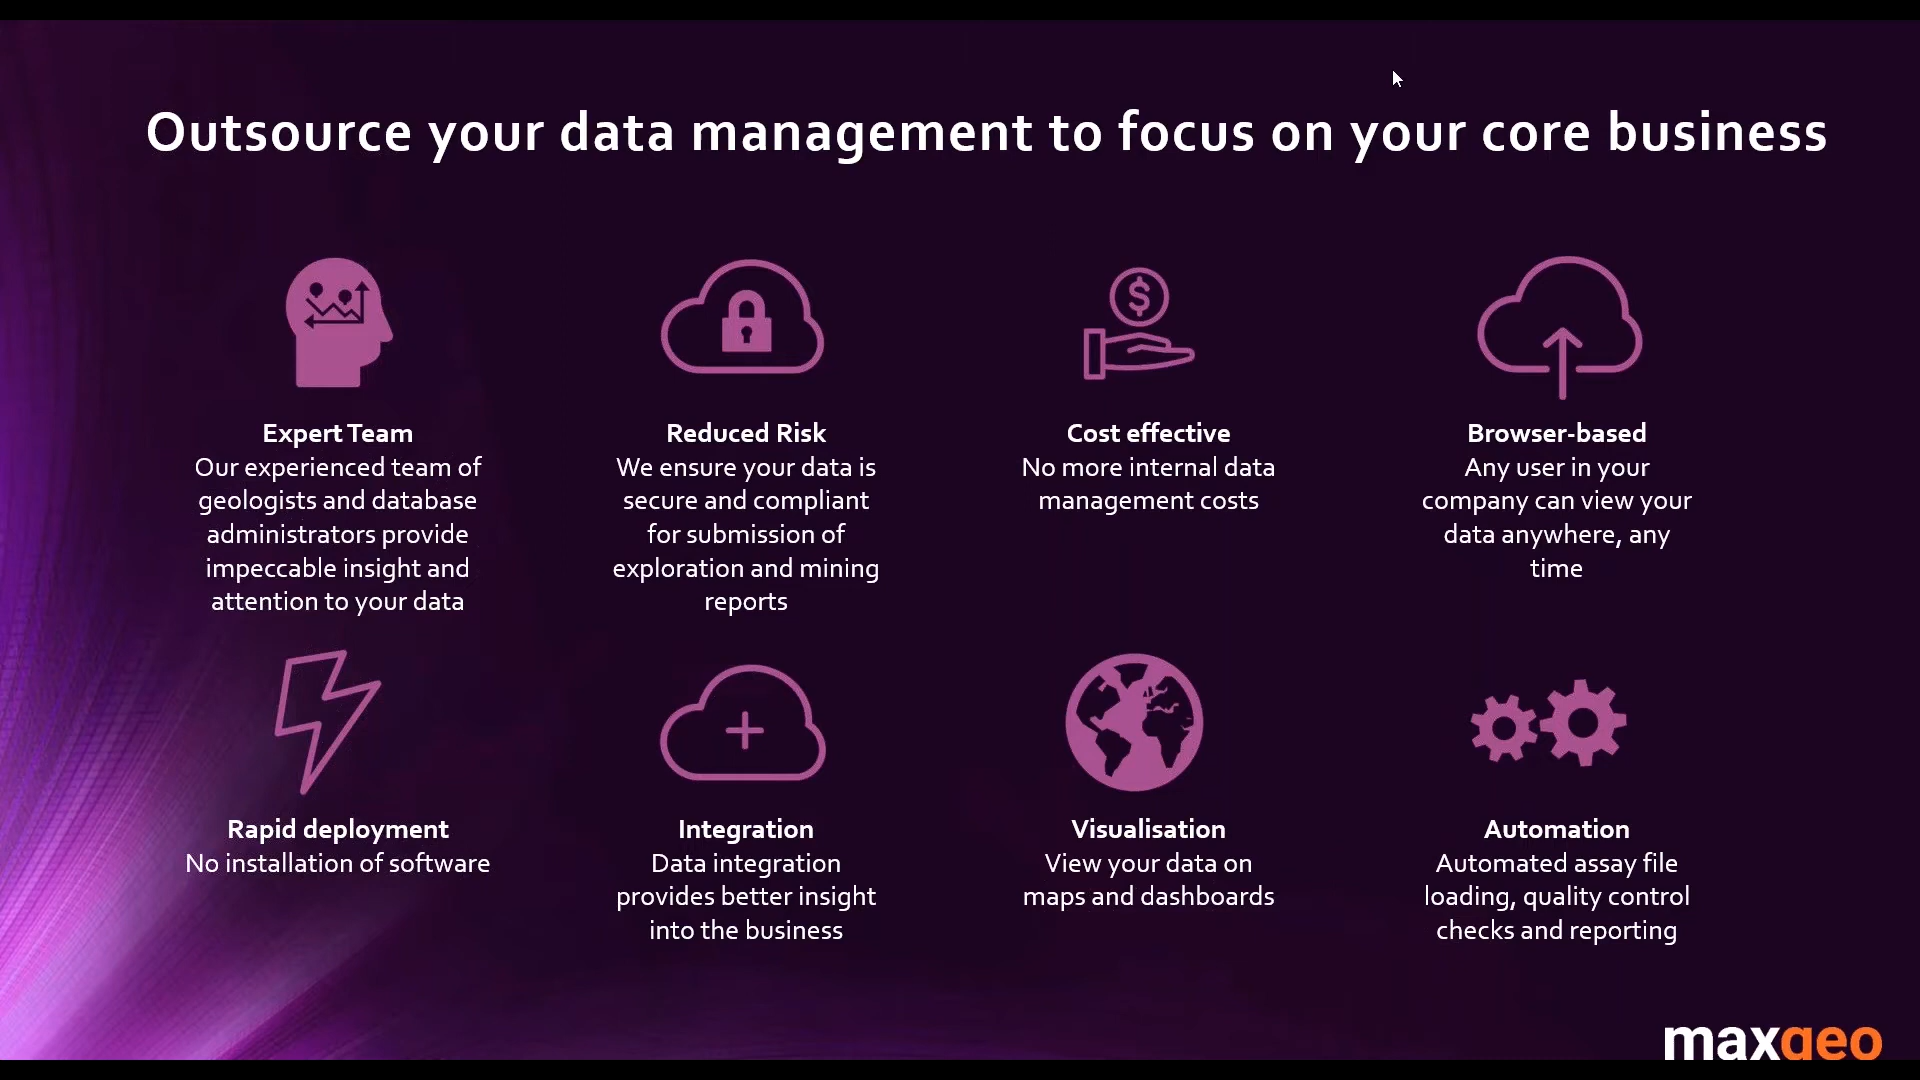 Outsource your data management to focus on your core business
Expert Team
Our experienced team of
geologists and database
administrators provide
impeccable insight and
attention to your data
Reduced Risk
We ensure your data is
secure and compliant
for submission of
exploration and mining
reports
Cost effective
No more internal data
management costs
Browser-based
Any user in your
company can view your
data anywhere, any
time
Rapid deployment
No installation of software
Integration
Data integration
provides better insight
into the business
Visualisation
View your data on
maps and dashboards
Automation
Automated assay file
loading, quality control
checks and reporting
maxgeo